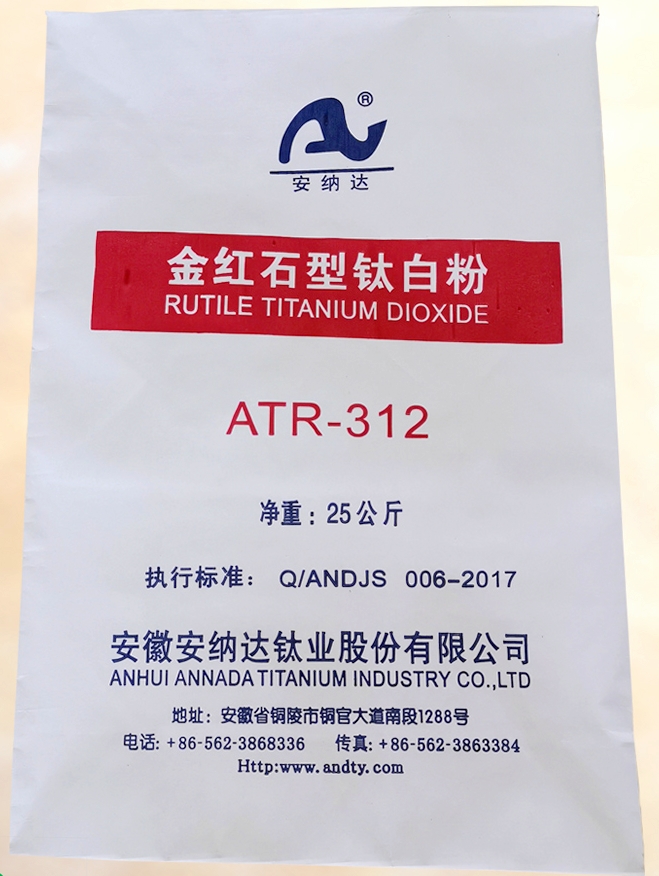 ®
安纳达
金红石型钛白粉
RUTILE TITANIUM DIOXIDE
ATR-312
净重：25公斤
执行标准： Q/ANDJS 006-2017
安徽安纳达钛业股份有限公司
ANHUI ANNADA TITANIUM INDUSTRY CO.,LTD
地址：安徽省铜陵市铜官大道南段1288号
电话：+86-562-3868336 传真：+86-562-3863384
Http:www.andty.com